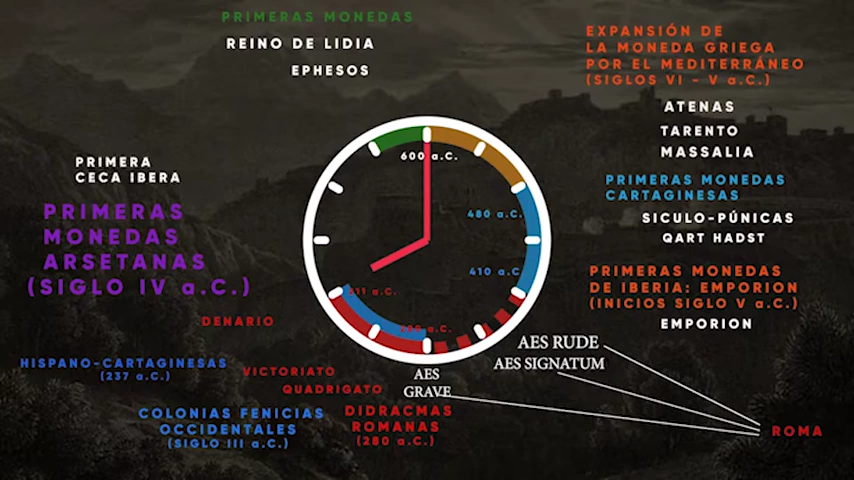 PRIMERAS MONEDAS
REINO DE LIDIA
EPHESOS
EXPANSIÓN DE
LA MONEDA GRIEGA
POR EL MEDITERRÁNEO
(SIGLOS VI - V a.C.)
ATENAS
TARENTO
MASSALIA
PRIMERAS MONEDAS
CARTAGINESAS
SICULO-PÚNICAS
QART HADST
PRIMERAS MONEDAS
DE IBERIA: EMPORION
(INICIOS SIGLO V a.C.)
EMPORION
600 a.C.
480 a.C.
410 a.C.
a.C.
a.C.
AES RUDE
AES SIGNATUM
AES
GRAVE
ROMA
DIDRACMAS
ROMANAS
(280 a.C.)
QUADRIGATO
VICTORIATO
DENARIO
COLONIAS FENICIAS
OCCIDENTALES
(SIGLO III a.C.)
HISPANO-CARTAGINESAS
(237 a.C.)
PRIMERA
CECA IBERA
PRIMERAS
MONEDAS
ARSETANAS
(SIGLO IV a.C.)